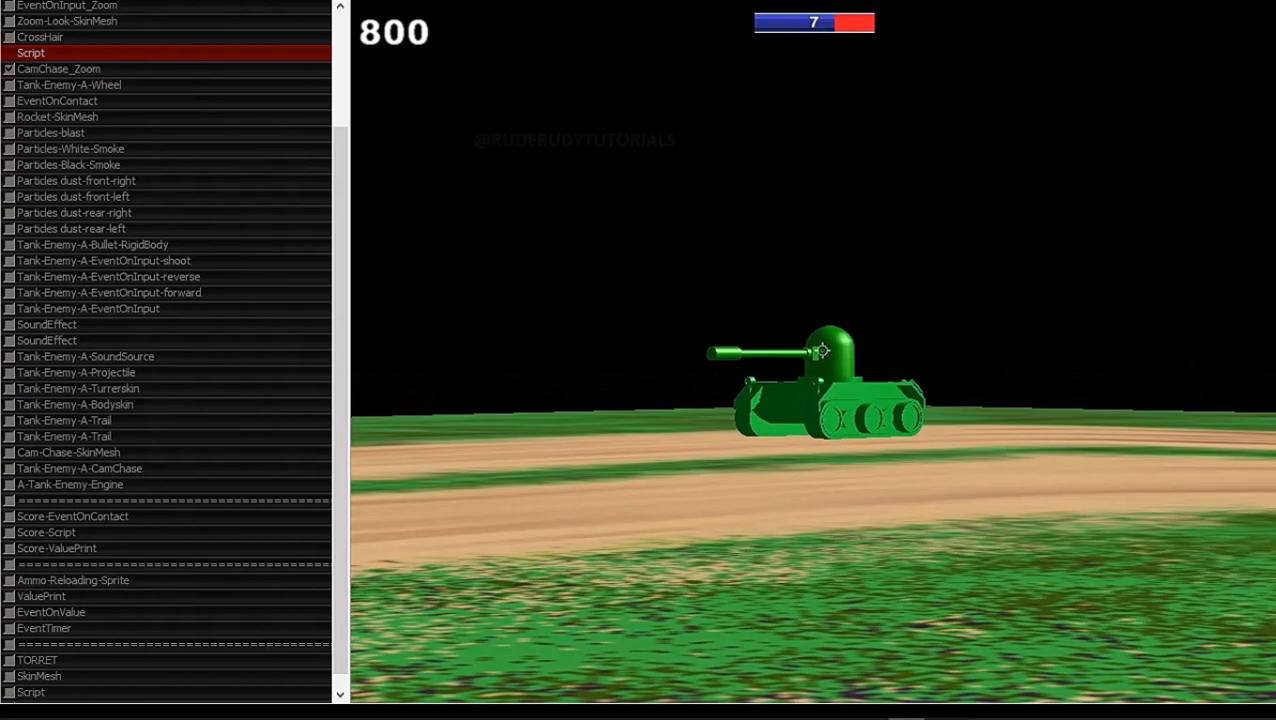 EventOnInput_Zoom
Zoom-Look-SkinMesh
CrossHair
Script
CamChase_Zoom
Tank-Enemy-A-Wheel
EventOnContact
Rocket-SkinMesh
Particles-blast
Particles-White-Smoke
Particles-Black-Smoke
Particles dust-front-right
Particles dust-front-left
Particles dust-rear-right
Particles dust-rear-left
Tank-Enemy-A-Bullet-RigidBody
Tank-Enemy-A-EventOnInput-shoot
Tank-Enemy-A-EventOnInput-reverse
Tank-Enemy-A-EventOnInput-forward
Tank-Enemy-A-EventOnInput
SoundEffect
SoundEffect
Tank-Enemy-A-SoundSource
Tank-Enemy-A-Projectile
Tank-Enemy-A-Turrerskin
Tank-Enemy-A-Bodyskin
Tank-Enemy-A-Trail
Tank-Enemy-A-Trail
Cam-Chase-SkinMesh
Tank-Enemy-A-CamChase
A-Tank-Enemy-Engine
=======================================
Score-EventOnContact
Score-Script
Score-ValuePrint
=======================================
Ammo-Reloading-Sprite
ValuePrint
EventOnValue
EventTimer
=======================================
TORRET
SkinMesh
Script
800
7
@RUDERUDYTUTORIALS